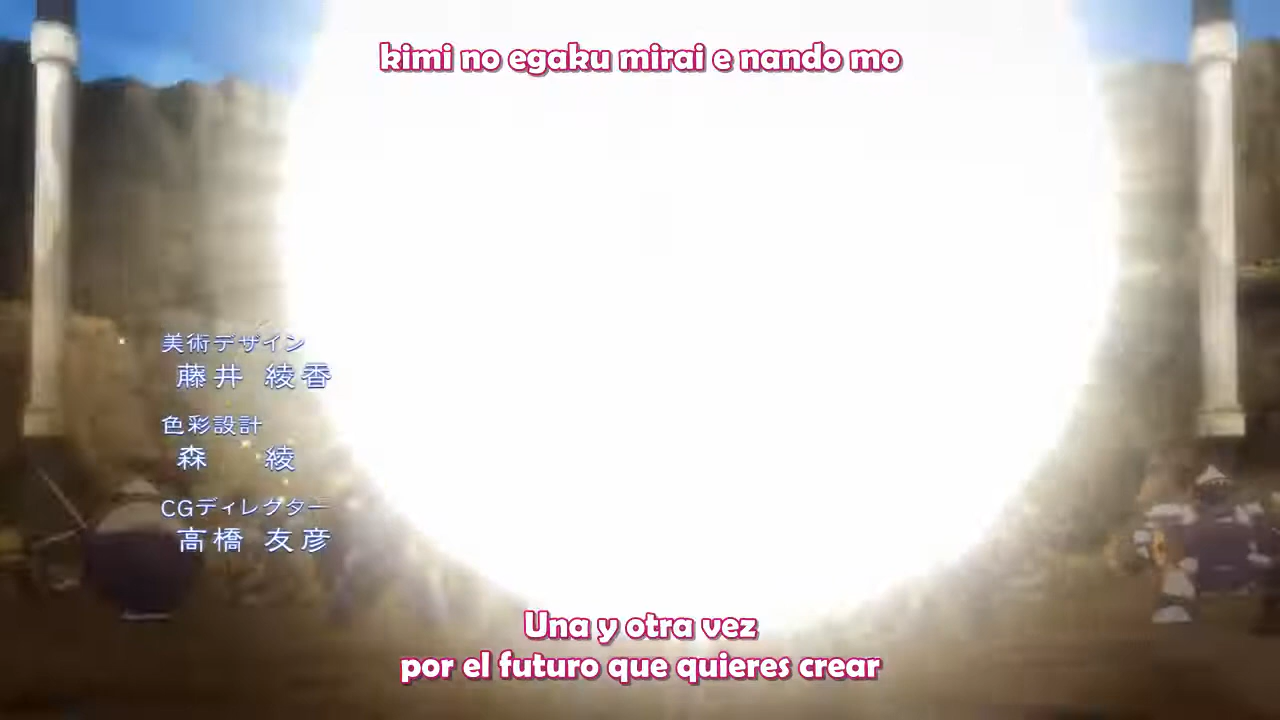 kimi no egaku mirai e nando mo
美術デザイン
藤井 綾香
色彩設計
森 綾
CGディレクター
高橋 友彦
Una y otra vez
por el futuro que quieres crear